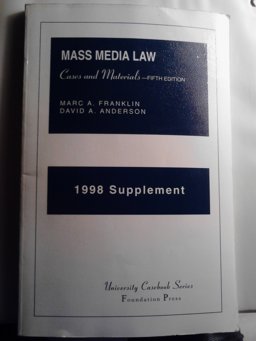 MASS MEDIA LAW
Cases and Materials—FIFTH EDITION
MARC A. FRANKLIN
DAVID A. ANDERSON
1998 Supplement
University Casebook Series
Foundation Press